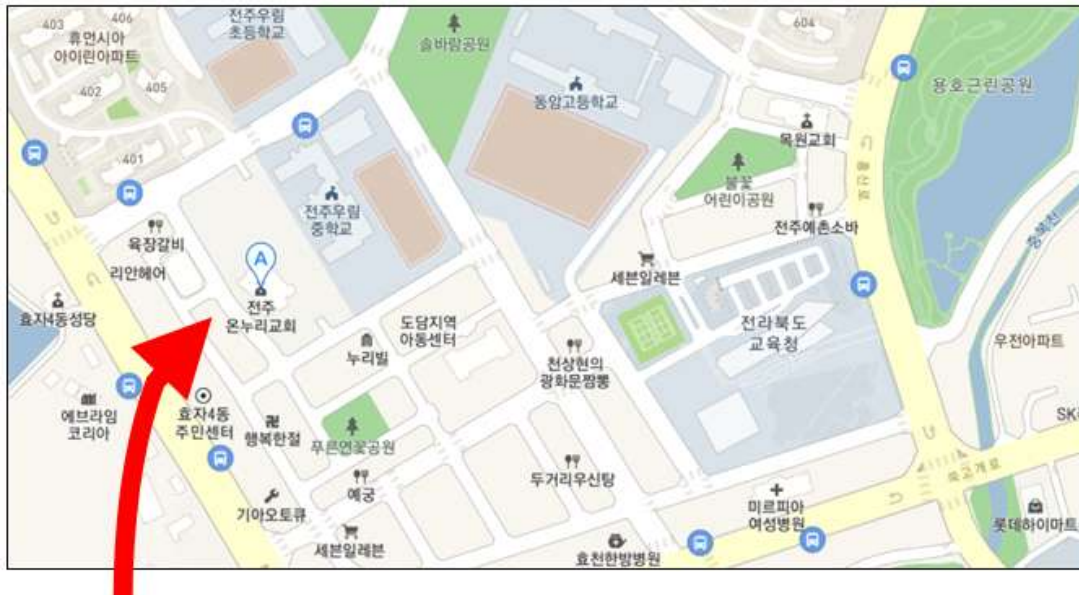 403
406
휴먼시아
아이린아파트
402
405
401
전주우림
초등학교
솔바람공원
동암고등학교
604
용호근린공원
목원교회
불꽃
어린이공원
홍산로
중복천
전주예촌소바
전주우림
중학교
육장갈비
리안헤어
A
전주
온누리교회
효자4동성당
세븐일레븐
전라북도
교육청
도담지역
아동센터
누리빌
천상현의
광화문짬뽕
우전아파트
에브라임
코리아
효자4동
주민센터
행복한절
푸른연꽃공원
SK
예궁
두거리우신탕
기아오토큐
미르피아
여성병원
롯데하이마트
세븐일레븐
효천한방병원